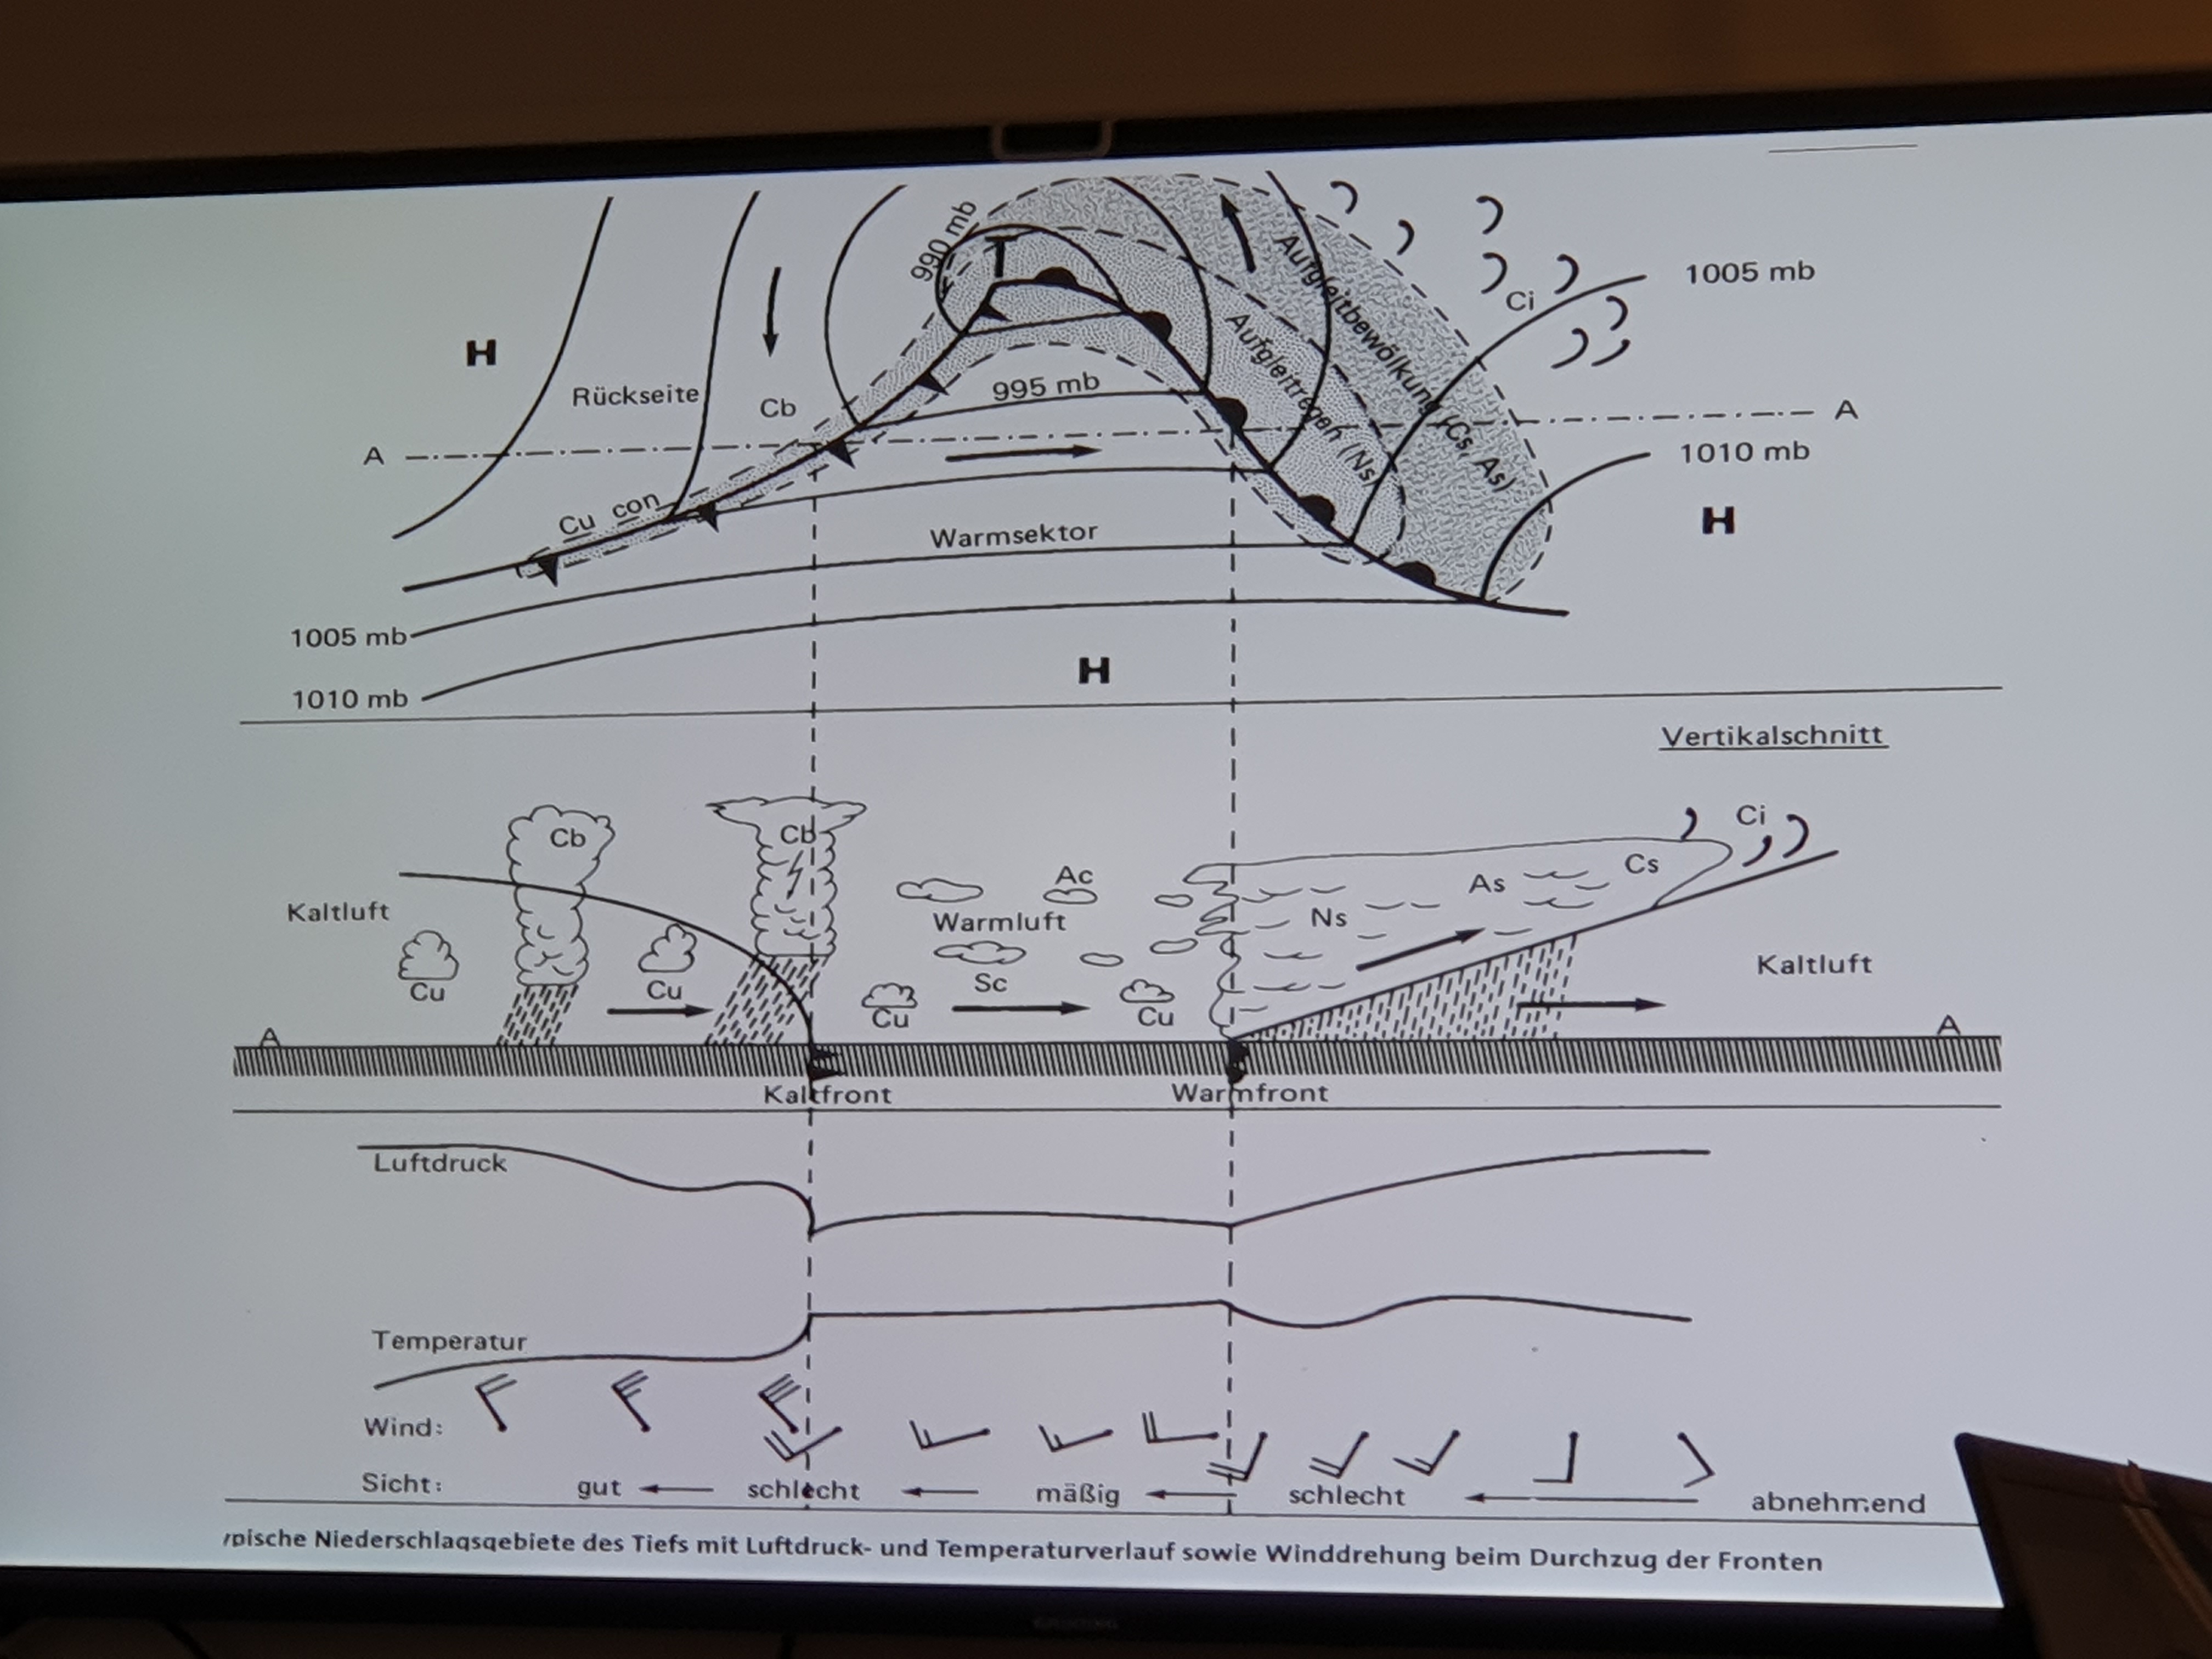 990 mb
T
1005 mb
Ci
H
Aufgleitbewölkung (Cs, As)
Aufgleitregen (Ns)
Rückseite
995 mb
Cb
A
A
1010 mb
H
Cu con
Warmsektor
1005 mb
H
1010 mb
Vertikalschnitt
Cb
Cb
Ac
Ci
Cs
As
Kaltluft
Warmluft
Ns
Kaltluft
Cu
Cu
Sc
Cu
Cu
A
A
Kaltfront
Warmfront
Luftdruck
Temperatur
Wind:
Sicht: gut schlecht mäßig schlecht abnehmend
pische Niederschlagsgebiete des Tiefs mit Luftdruck- und Temperaturverlauf sowie Winddrehung beim Durchzug der Fronten